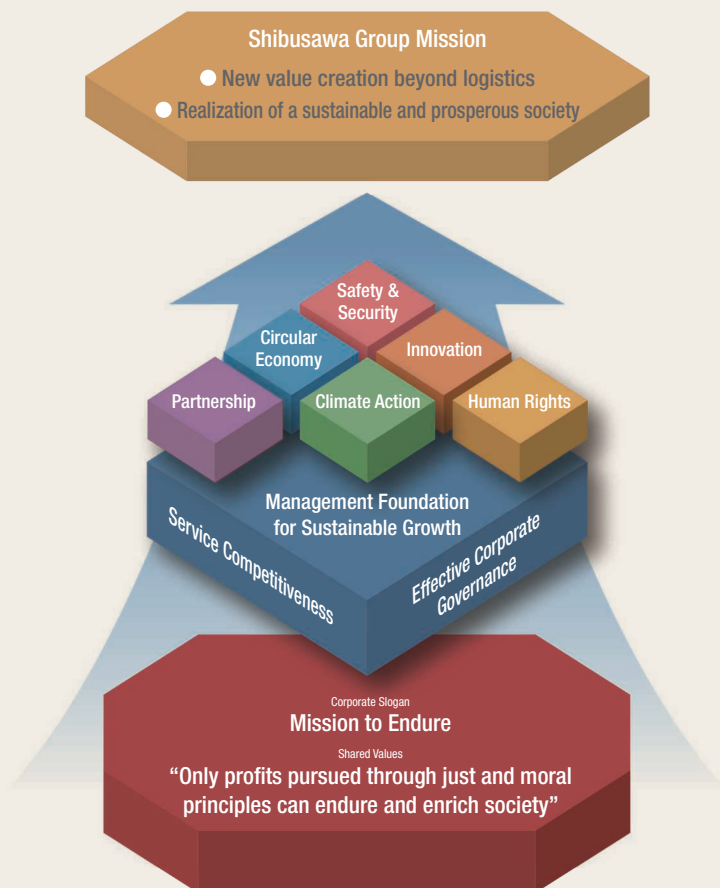 Shibusawa Group Mission
● New value creation beyond logistics
● Realization of a sustainable and prosperous society
Safety &
Security
Circular
Economy
Innovation
Partnership
Climate Action
Human Rights
Management Foundation
for Sustainable Growth
Service Competitiveness
Effective Corporate
Governance
Corporate Slogan
Mission to Endure
Shared Values
“Only profits pursued through just and moral
principles can endure and enrich society”